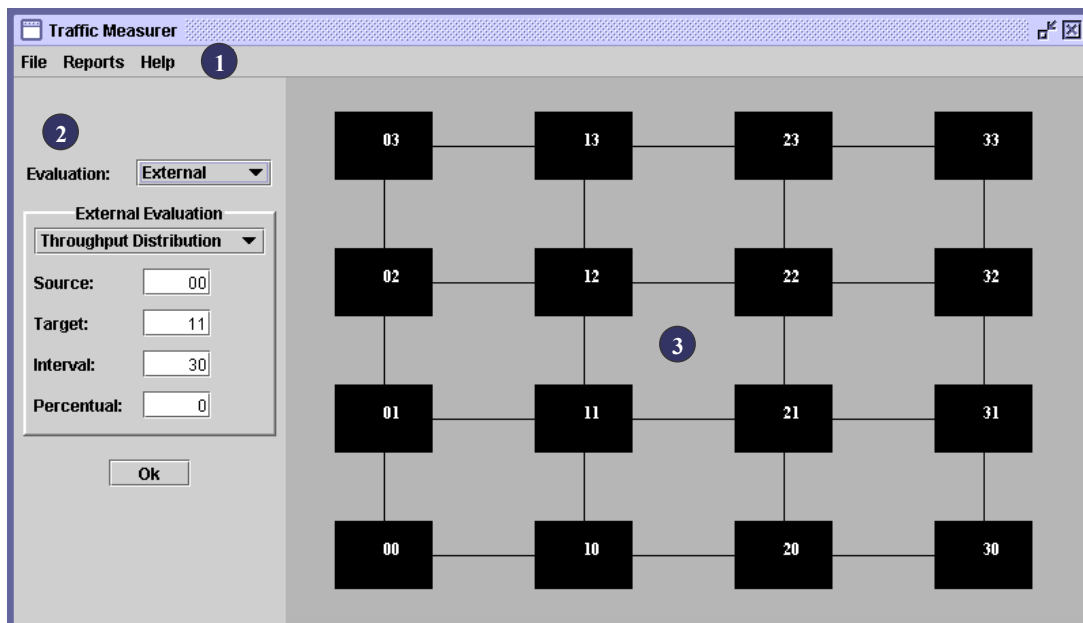 Traffic Measurer
File Reports Help 1
2
Evaluation: External
External Evaluation
Throughput Distribution
Source: 00
Target: 11
Interval: 30
Percentual: 0
Ok
03 13 23 33
02 12 22 32
3
01 11 21 31
00 10 20 30